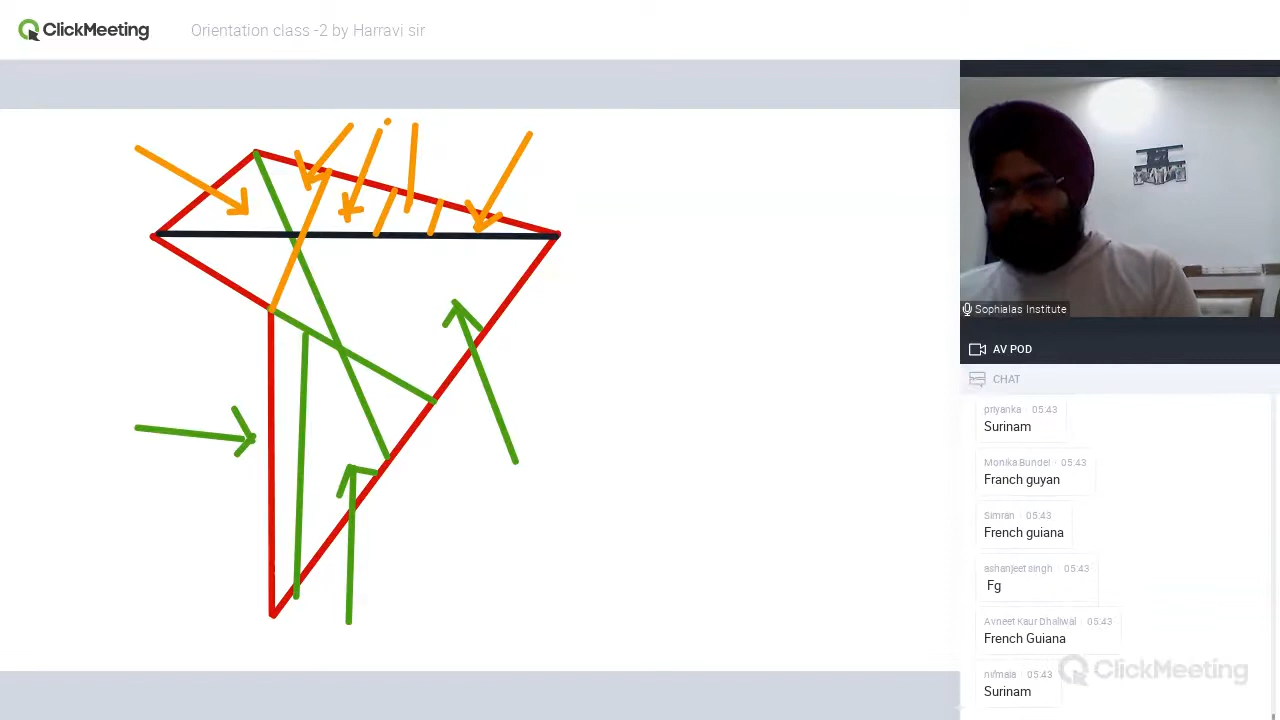 ClickMeeting
Orientation class -2 by Harravi sir
Sophialas Institute
AV POD
CHAT
priyanka · 05:43
Surinam
Monika Bundel · 05:43
Franch guyan
Simran · 05:43
French guiana
ashanjeet singh · 05:43
Fg
Avneet Kaur Dhaliwal · 05:43
French Guiana
nirmala · 05:43
Surinam
ClickMeeting